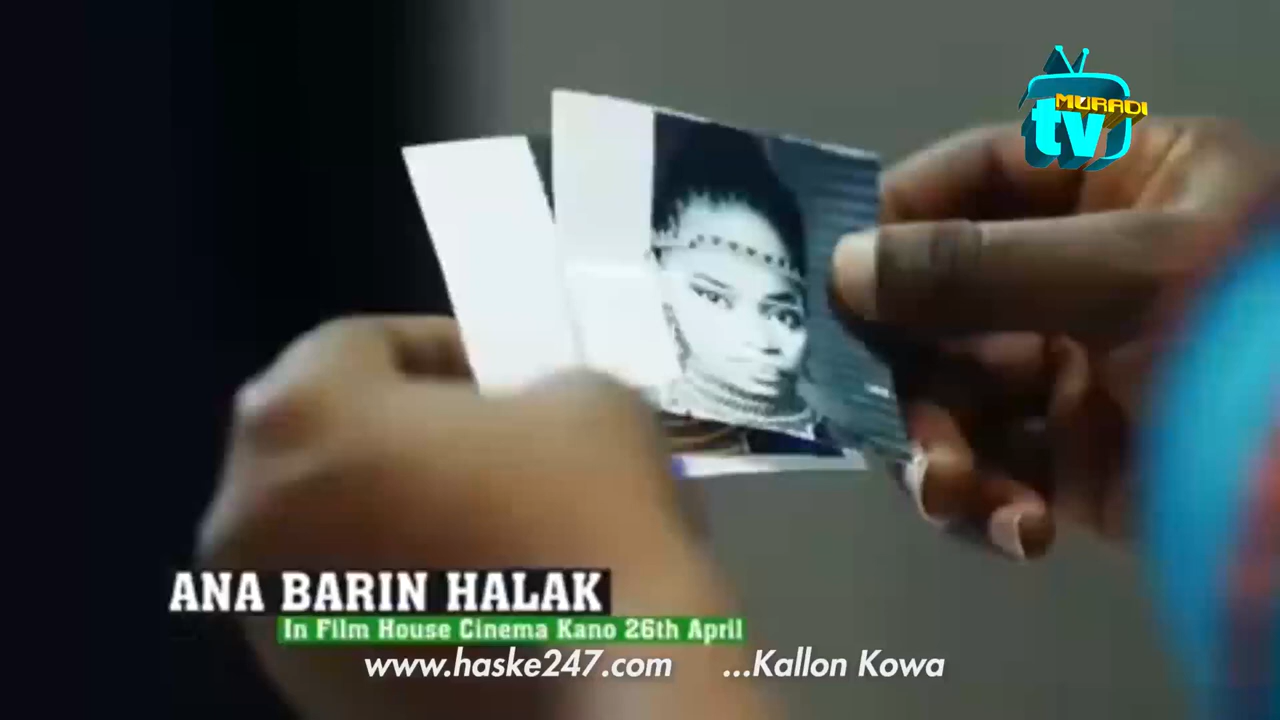 MURADI
tv
ANA BARIN HALAK
In Film House Cinema Kano 26th April
www.haske247.com ...Kallon Kowa